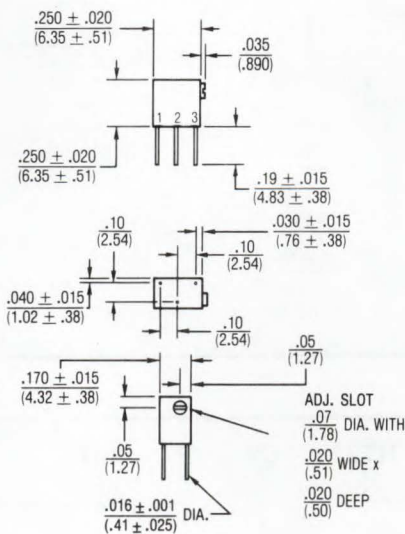 .250 ± .020
(6.35 ± .51)
.035
(.890)
1 2 3
.250 ± .020
(6.35 ± .51)
.19 ± .015
(4.83 ± .38)
.10
(2.54)
.030 ± .015
(.76 ± .38)
.10
(2.54)
.040 ± .015
(1.02 ± .38)
.10
(2.54)
.05
(1.27)
.170 ± .015
(4.32 ± .38)
ADJ. SLOT
.07
(1.78) DIA. WITH
.020
(.51) WIDE x
.020
(.50) DEEP
.05
(1.27)
.016 ± .001
(.41 ± .025) DIA.